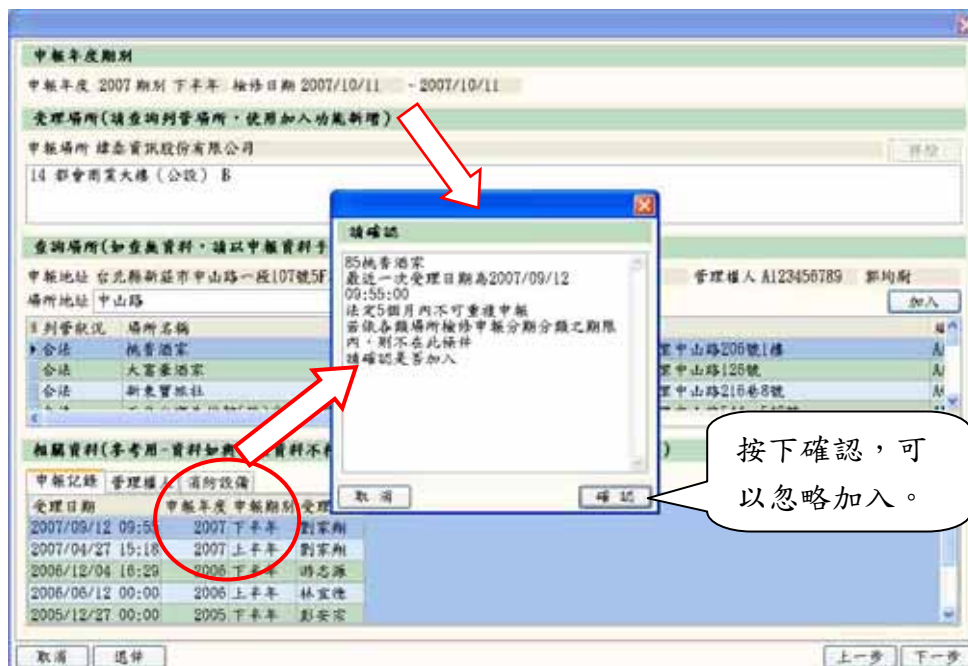 申報年度期別
申報年度 2007 期別 下半年 檢修日期 2007/10/11 - 2007/10/11
受理場所(請查詢列管場所,使用加入功能新增)
申報場所 緯泰資訊股份有限公司
移除
14 都會商業大樓 (公設) B
查詢場所(如查無資料,請以申報資料手
申報地址 台北縣新莊市中山路一段107號5F
管理權人 A123456789
場所地址 中山路
加入
列管狀況 場所名稱
合法 桃香酒家
里中山路206號1樓
合法 大富豪酒家
里中山路126號
合法 新東寶旅社
里中山路216巷8號
請確認
85桃香酒家
最近一次受理日期為2007/09/12
09:55:00
法定5個月內不可重複申報
若依各類場所檢修申報分期分類之期限
內,則不在此條件
請確認是否加入
取 消
確 認
按下確認,可
以忽略加入。
相關資料(參考用-資料如
申報記錄 管理權人 消防設備
受理日期 申報年度 申報期別 受理
2007/09/12 09:55 2007 下半年 劉家翔
2007/04/27 15:18 2007 上半年 劉家翔
2006/12/04 16:29 2006 下半年
2006/06/12 00:00 2006 上半年
2005/12/27 00:00 2005 下半年
取消 退件 上一步 下一步